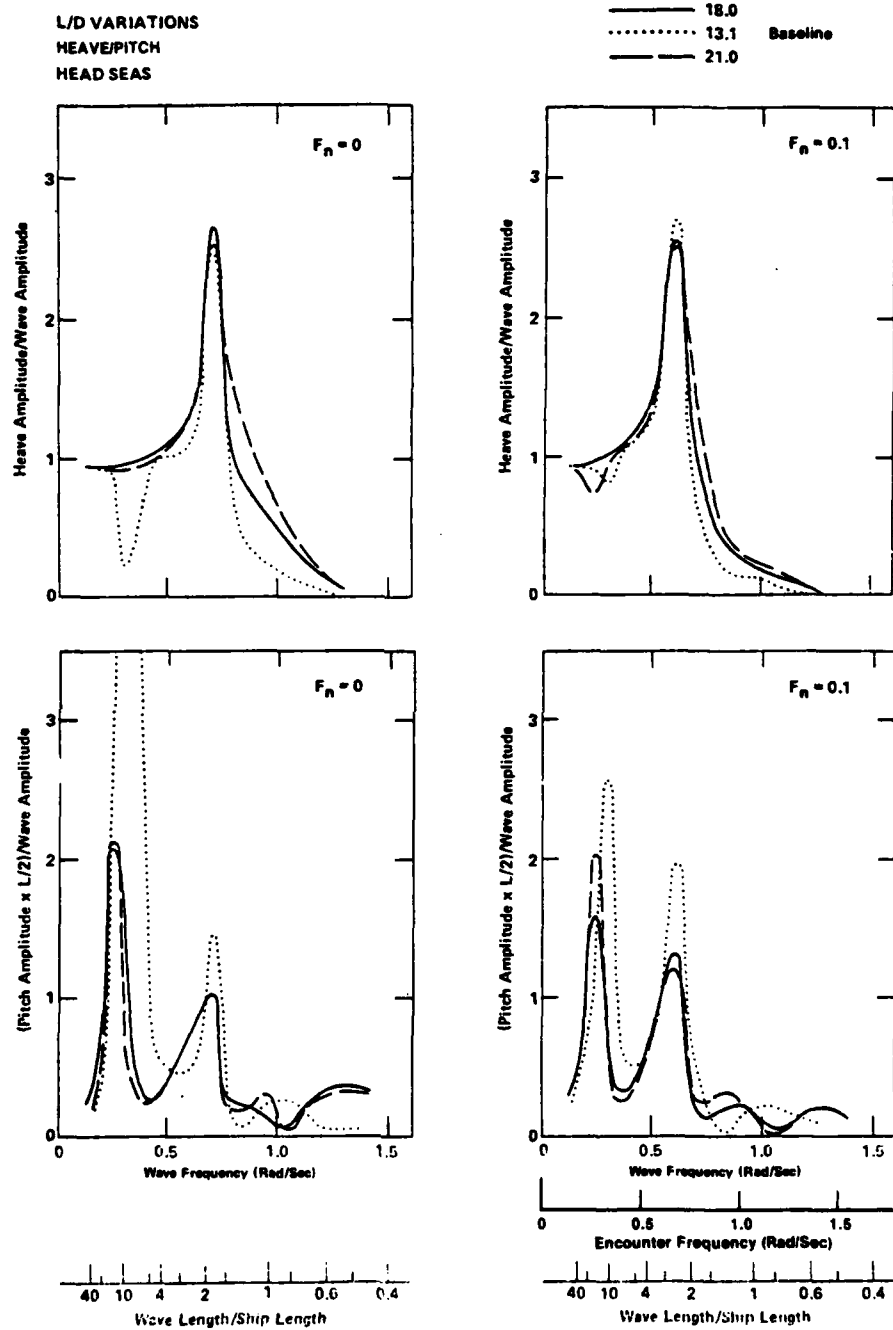 L/D VARIATIONS
HEAVE/PITCH
HEAD SEAS
18.0
13.1 Baseline
21.0
Fn = 0
3
2
1
0
Heave Amplitude/Wave Amplitude
Fn = 0.1
3
2
1
0
Heave Amplitude/Wave Amplitude
Fn = 0
3
2
1
0
(Pitch Amplitude x L/2)/Wave Amplitude
0 0.5 1.0 1.5
Wave Frequency (Rad/Sec)
Fn = 0.1
3
2
1
0
(Pitch Amplitude x L/2)/Wave Amplitude
0 0.5 1.0 1.5
Wave Frequency (Rad/Sec)
0 0.5 1.0 1.5
Encounter Frequency (Rad/Sec)
40 10 4 2 1 0.6 0.4
Wave Length/Ship Length
40 10 4 2 1 0.6 0.4
Wave Length/Ship Length